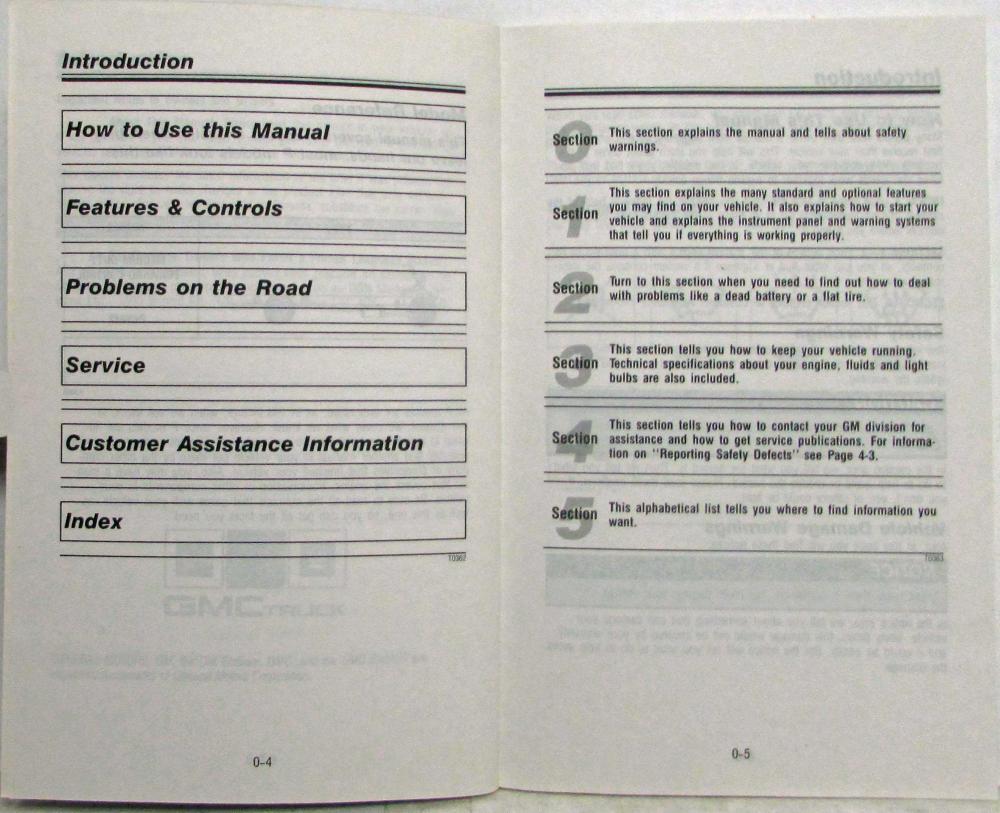 Introduction
How to Use this Manual
Features & Controls
Problems on the Road
Service
Customer Assistance Information
Index
T0362
GMC TRUCK
0–4
0
Section
This section explains the manual and tells about safety
warnings.
1
Section
This section explains the many standard and optional features
you may find on your vehicle. It also explains how to start your
vehicle and explains the instrument panel and warning systems
that tell you if everything is working properly.
2
Section
Turn to this section when you need to find out how to deal
with problems like a dead battery or a flat tire.
3
Section
This section tells you how to keep your vehicle running.
Technical specifications about your engine, fluids and light
bulbs are also included.
4
Section
This section tells you how to contact your GM division for
assistance and how to get service publications. For informa-
tion on "Reporting Safety Defects" see Page 4-3.
5
Section
This alphabetical list tells you where to find information you
want.
T0363
0–5